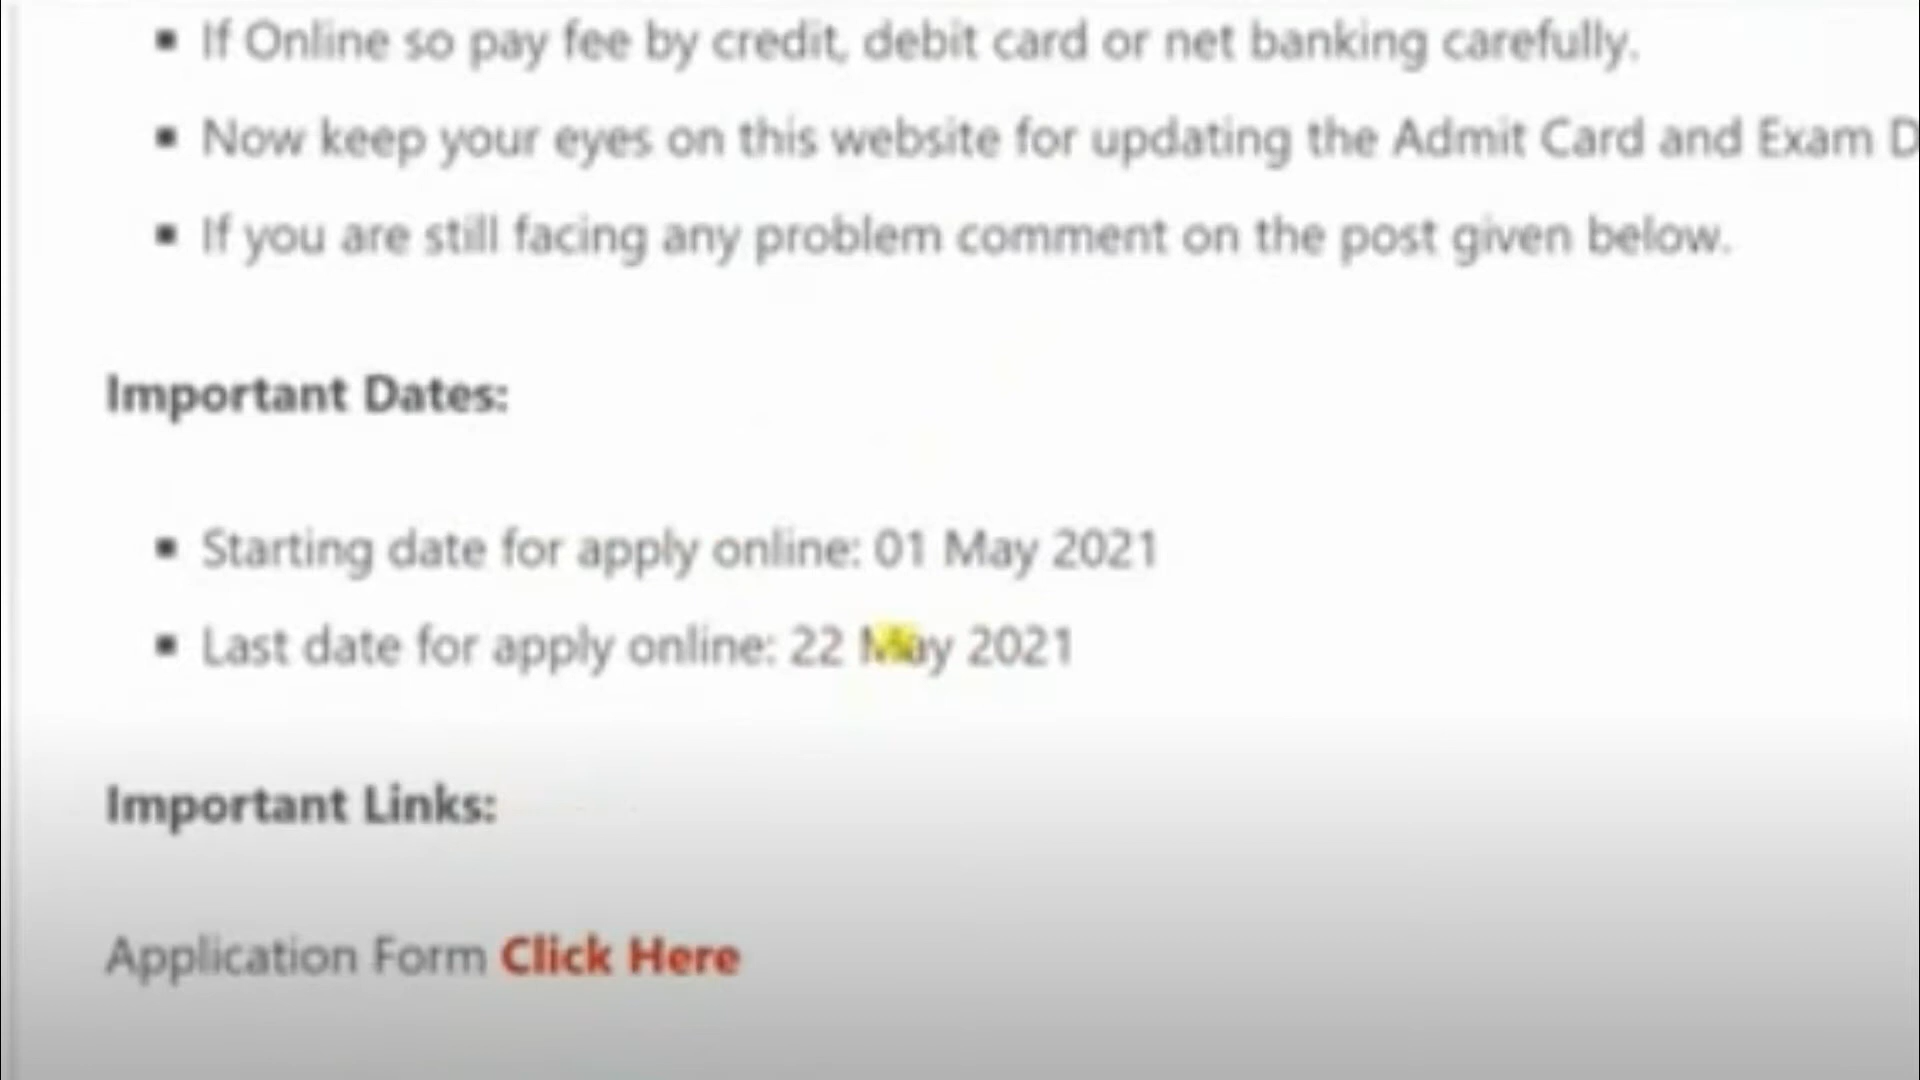 If Online so pay fee by credit, debit card or net banking carefully.
Now keep your eyes on this website for updating the Admit Card and Exam D
If you are still facing any problem comment on the post given below.
Important Dates:
Starting date for apply online: 01 May 2021
Last date for apply online: 22 May 2021
Important Links:
Application Form Click Here